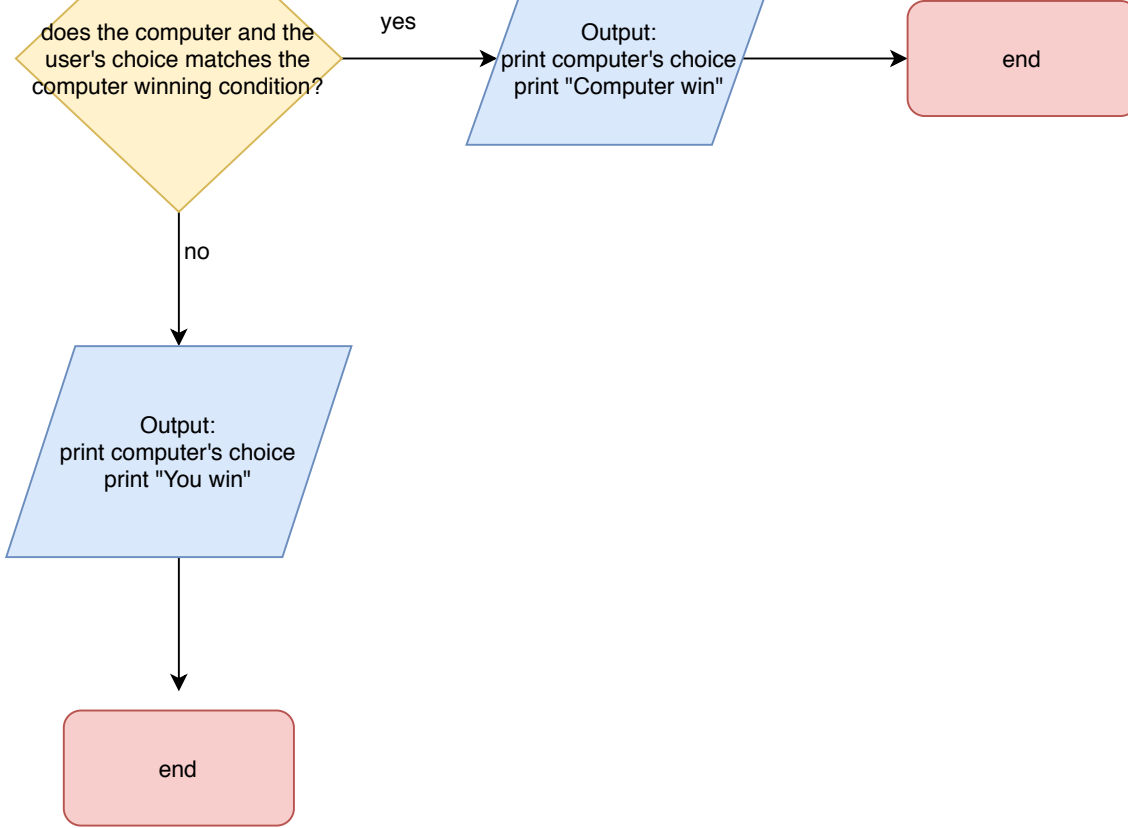 does the computer and the
user's choice matches the
computer winning condition?
yes
Output:
print computer's choice
print "Computer win"
end
no
Output:
print computer's choice
print "You win"
end